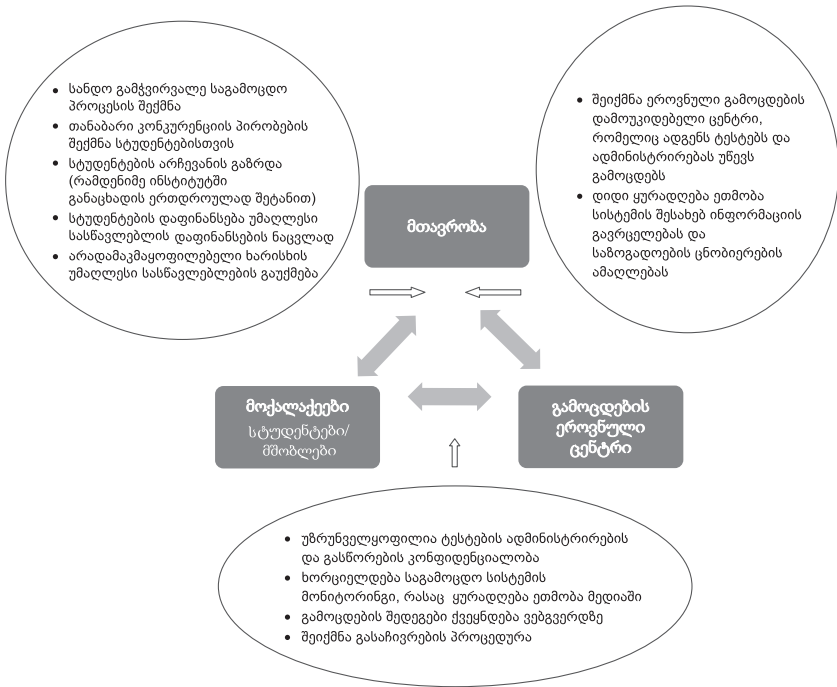 • სანდო გამჭვირვალე საგამოცდო
პროცესის შექმნა
• თანაბარი კონკურენციის პირობების
შექმნა სტუდენტებისთვის
• სტუდენტების არჩევანის გაზრდა
(რამდენიმე ინსტიტუტში
განაცხადის ერთდროულად შეტანით)
• სტუდენტების დაფინანსება უმაღლესი
სასწავლებლის დაფინანსების ნაცვლად
• არადამაკმაყოფილებელი ხარისხის
უმაღლესი სასწავლებლების გაუქმება
• შეიქმნა ეროვნული გამოცდების
დამოუკიდებელი ცენტრი,
რომელიც ადგენს ტესტებს და
ადმინისტრირებას უწევს
გამოცდებს
• დიდი ყურადღება ეთმობა
სისტემის შესახებ ინფორმაციის
გავრცელებას და
საზოგადოების ცნობიერების
ამაღლებას
მთავრობა
მოქალაქეები
სტუდენტები/
მშობლები
გამოცდების
ეროვნული
ცენტრი
• უზრუნველყოფილია ტესტების ადმინისტრირების
და გასწორების კონფიდენციალობა
• ხორციელდება საგამოცდო სისტემის
მონიტორინგი, რასაც ყურადღება ეთმობა მედიაში
• გამოცდების შედეგები ქვეყნდება ვებგვერდზე
• შეიქმნა გასაჩივრების პროცედურა